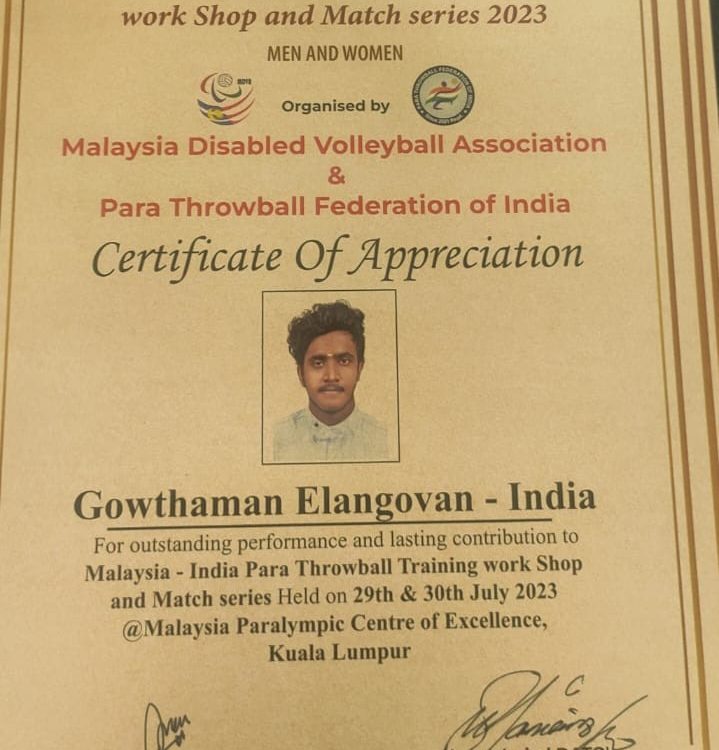 work Shop and Match series 2023
MEN AND WOMEN
Organised by
Malaysia Disabled Volleyball Association
&
Para Throwball Federation of India
Certificate Of Appreciation
Gowthaman Elangovan - India
For outstanding performance and lasting contribution to
Malaysia - India Para Throwball Training work Shop
and Match series Held on 29th & 30th July 2023
@Malaysia Paralympic Centre of Excellence,
Kuala Lumpur